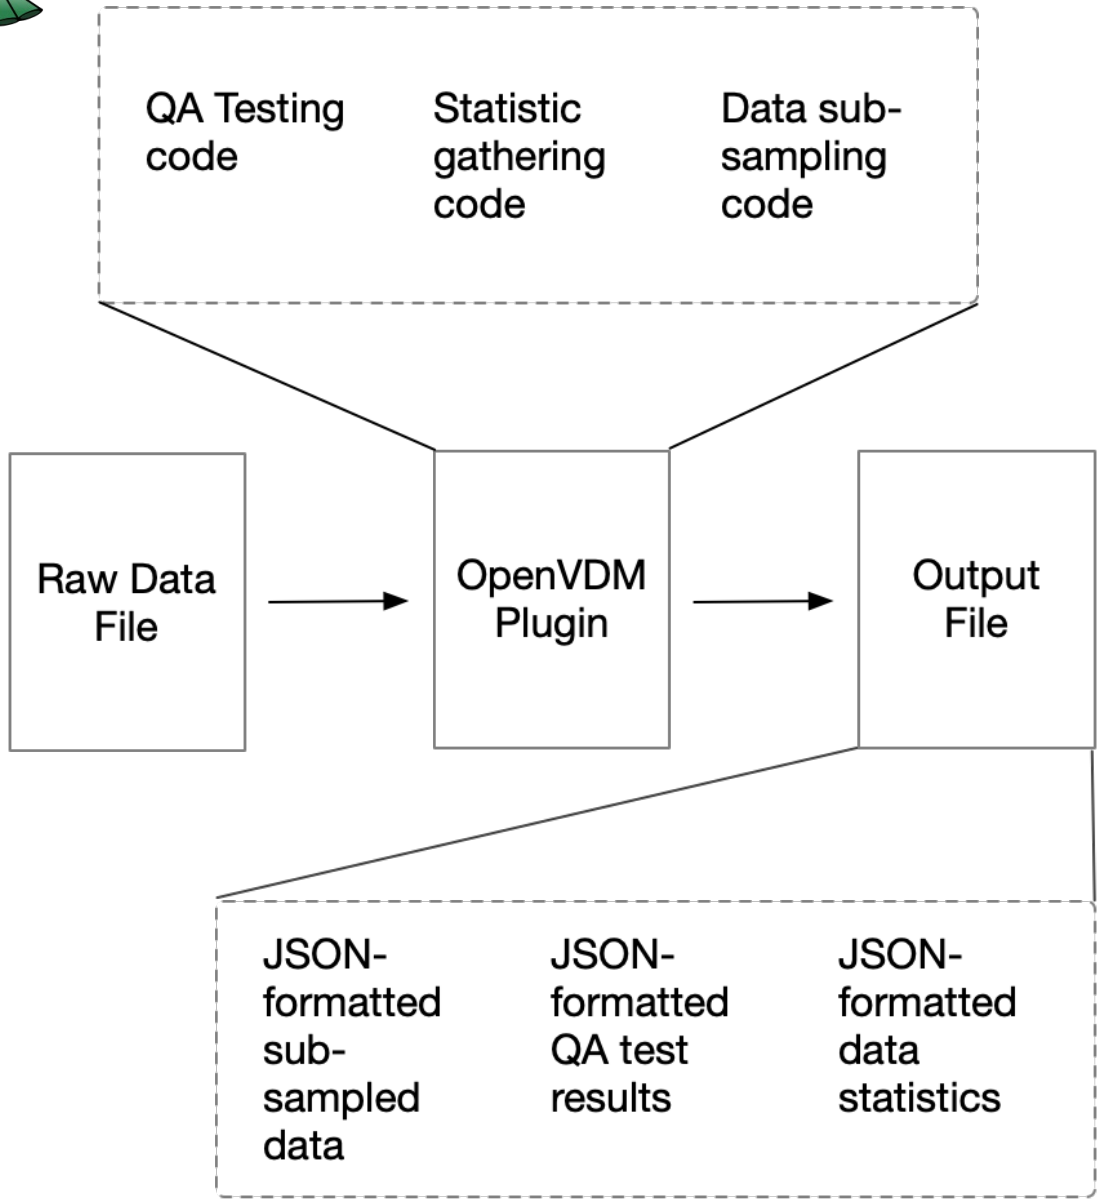 QA Testing
code
Statistic
gathering
code
Data sub-
sampling
code
Raw Data
File
OpenVDM
Plugin
Output
File
JSON-
formatted
sub-
sampled
data
JSON-
formatted
QA test
results
JSON-
formatted
data
statistics